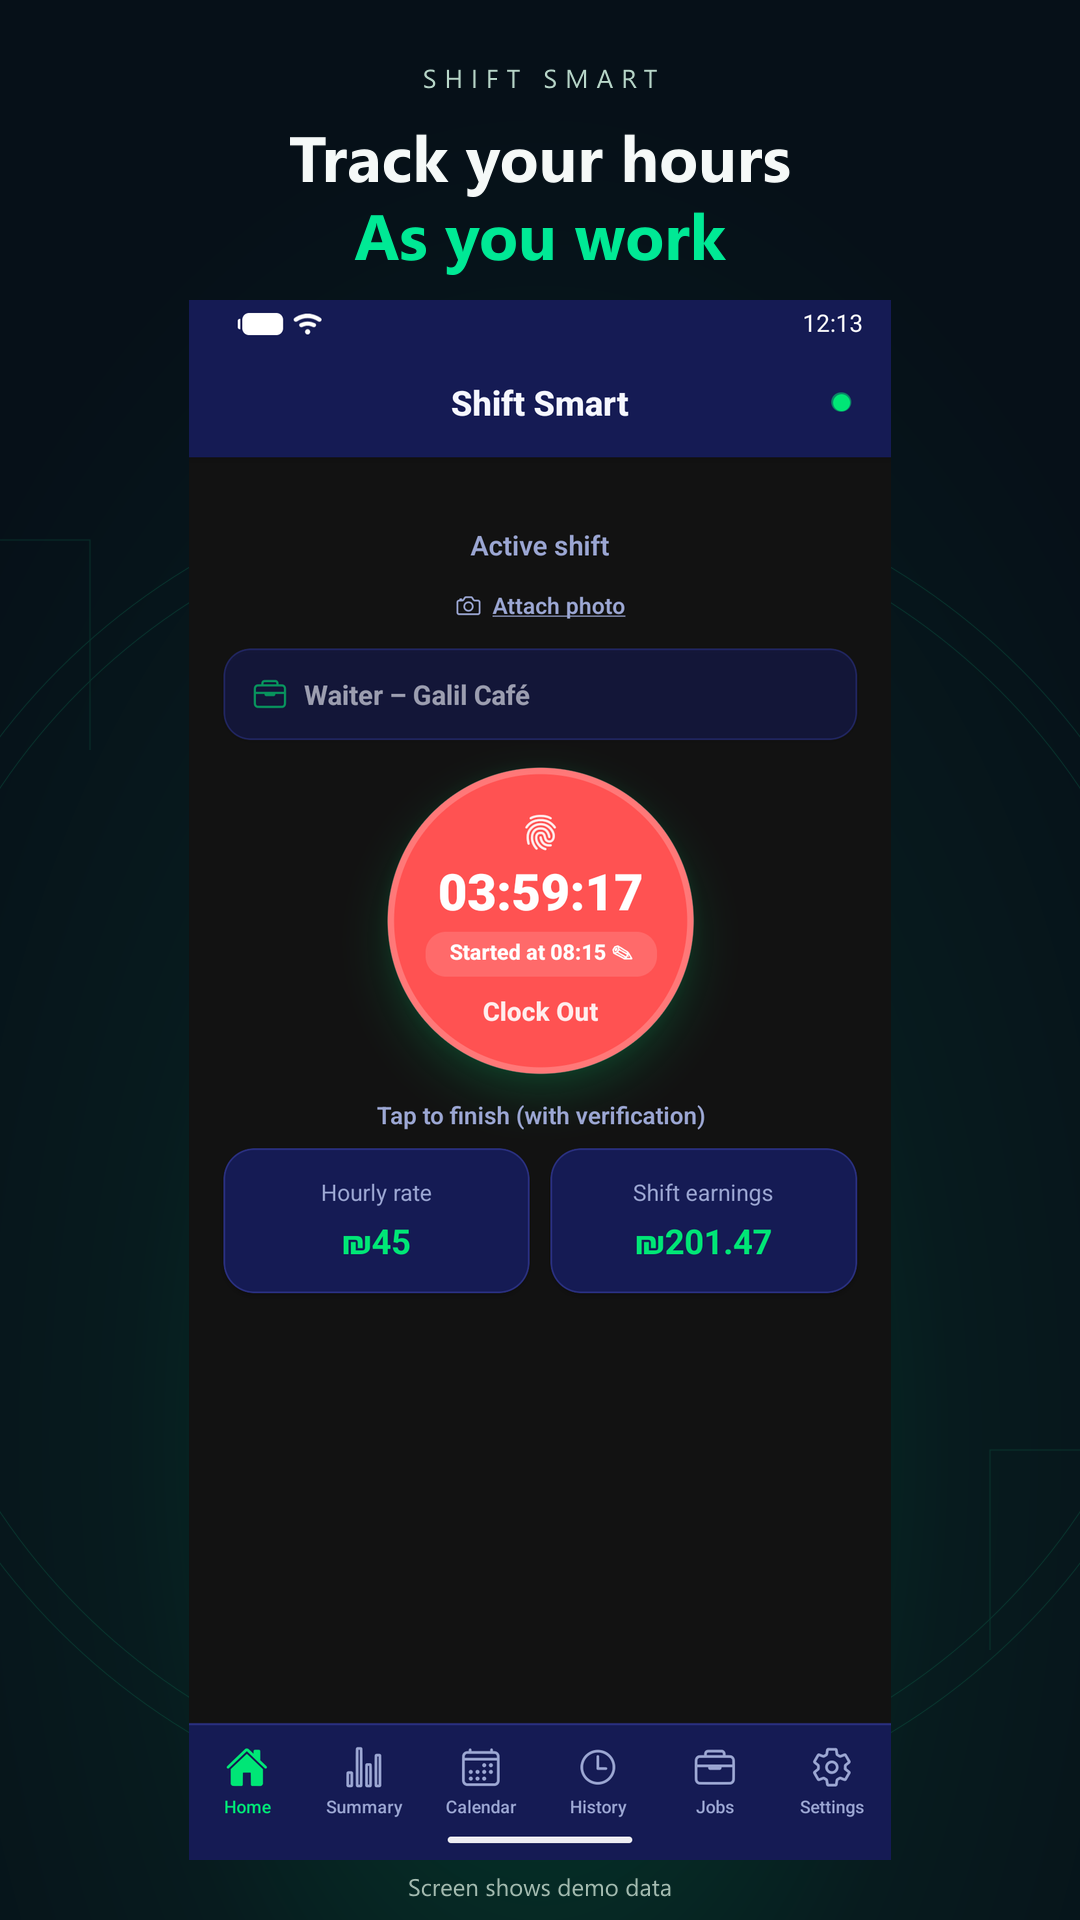 SHIFT SMART
Track your hours
As you work
12:13
Shift Smart
Active shift
Attach photo
Waiter – Galil Café
03:59:17
Started at 08:15 ✎
Clock Out
Tap to finish (with verification)
Hourly rate
₪45
Shift earnings
₪201.47
Home
Summary
Calendar
History
Jobs
Settings
Screen shows demo data